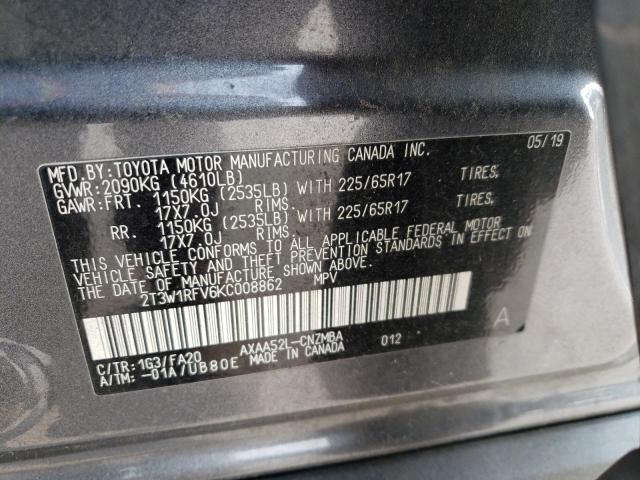 MFD.BY:TOYOTA MOTOR MANUFACTURING CANADA INC. 05/19
GVWR:2090KG (4610LB)
GAWR:FRT. 1150KG (2535LB) WITH 225/65R17 TIRES,
17X7.0J RIMS.
RR. 1150KG (2535LB) WITH 225/65R17 TIRES,
17X7.0J RIMS.
THIS VEHICLE CONFORMS TO ALL APPLICABLE FEDERAL MOTOR
VEHICLE SAFETY AND THEFT PREVENTION STANDARDS IN EFFECT ON
THE DATE OF MANUFACTURE SHOWN ABOVE.
2T3W1RFV6KC008862 MPV
A
C/TR:1G3/FA20 AXAA52L-CNZMBA 012
A/TM:-01A/UB80E MADE IN CANADA